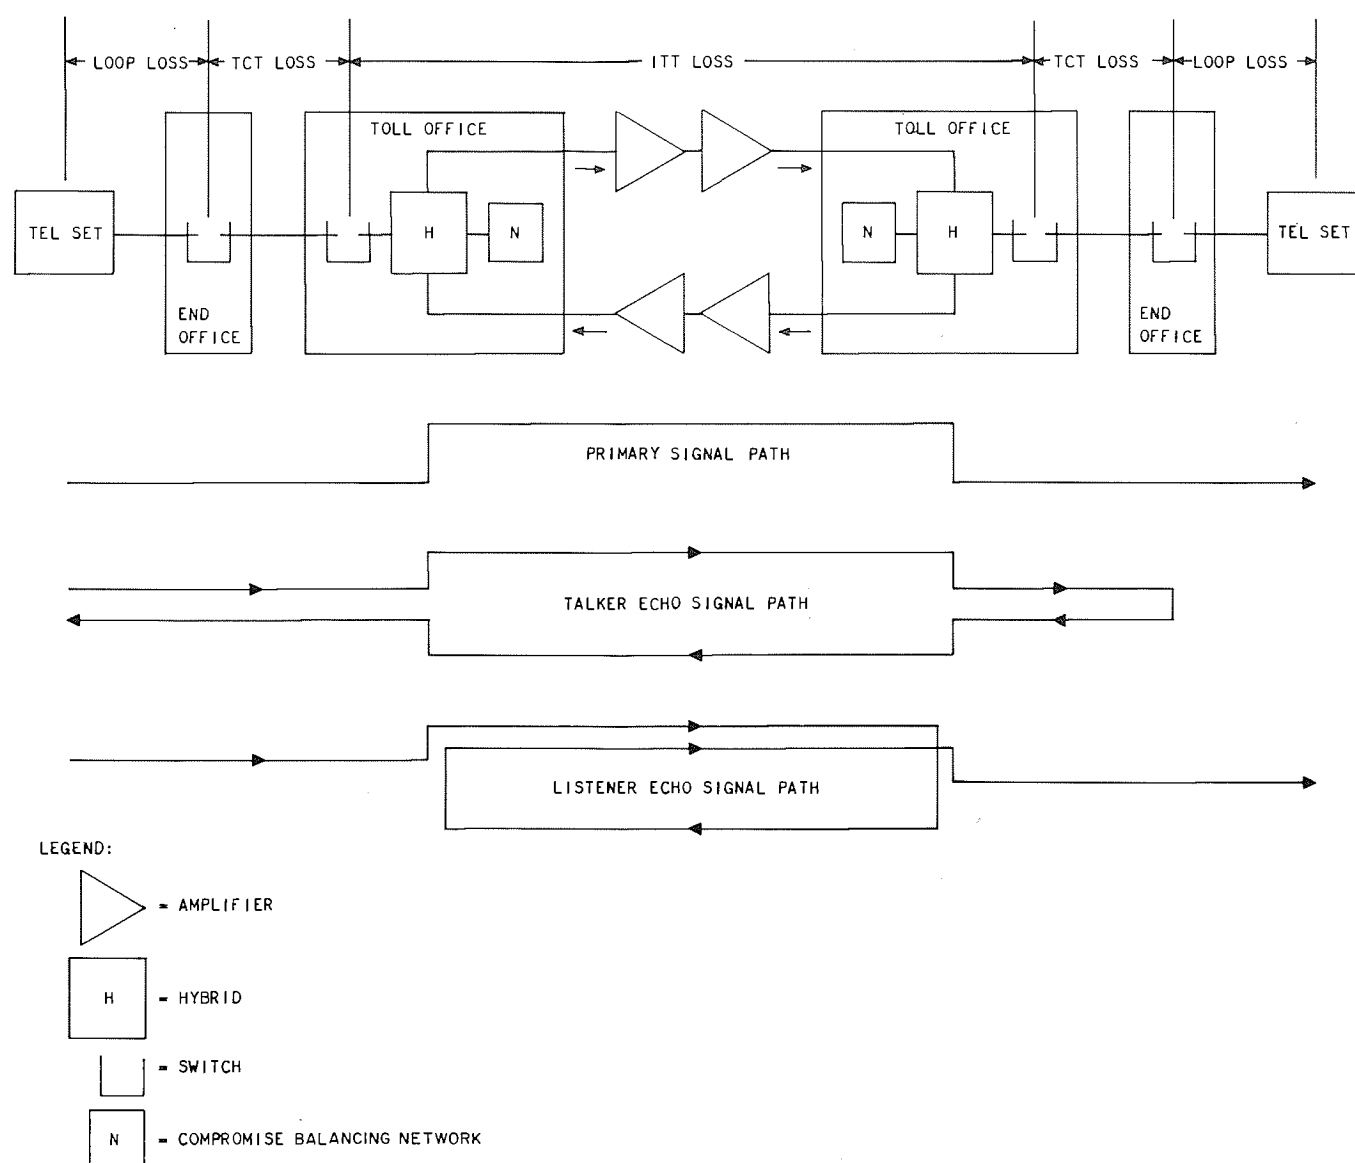 LOOP LOSS
TCT LOSS
ITT LOSS
TCT LOSS
LOOP LOSS
TOLL OFFICE
TOLL OFFICE
TEL SET
H
N
N
H
TEL SET
END
OFFICE
END
OFFICE
PRIMARY SIGNAL PATH
TALKER ECHO SIGNAL PATH
LISTENER ECHO SIGNAL PATH
LEGEND:
= AMPLIFIER
H = HYBRID
= SWITCH
N = COMPROMISE BALANCING NETWORK